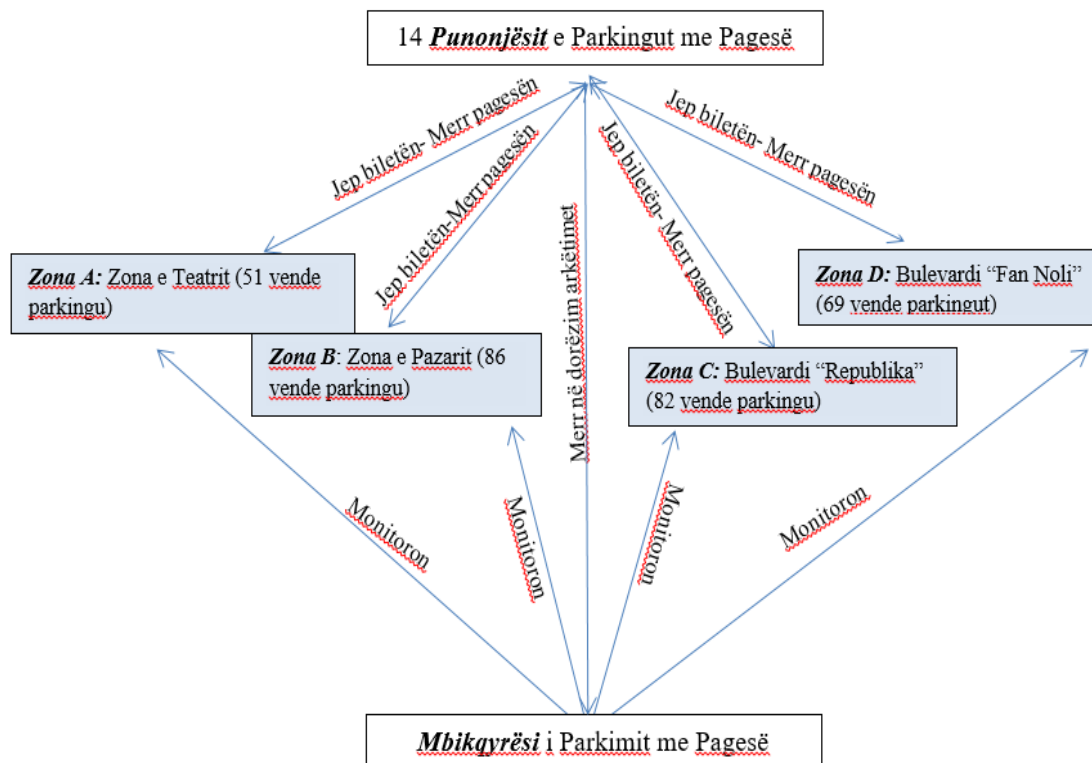 14 Punonjësit e Parkingut me Pagesë
Jep biletën- Merr pagesën
Jep biletën-Merr pagesën
Merr në dorëzim arkëtimet
Jep biletën- Merr pagesën
Jep biletën- Merr pagesën
Zona A: Zona e Teatrit (51 vende
parkingu)
Zona B: Zona e Pazarit (86
vende parkingu)
Zona C: Bulevardi “Republika”
(82 vende parkingu)
Zona D: Bulevardi “Fan Noli”
(69 vende parkingut)
Monitoron
Monitoron
Monitoron
Monitoron
Mbikqyrësi i Parkimit me Pagesë